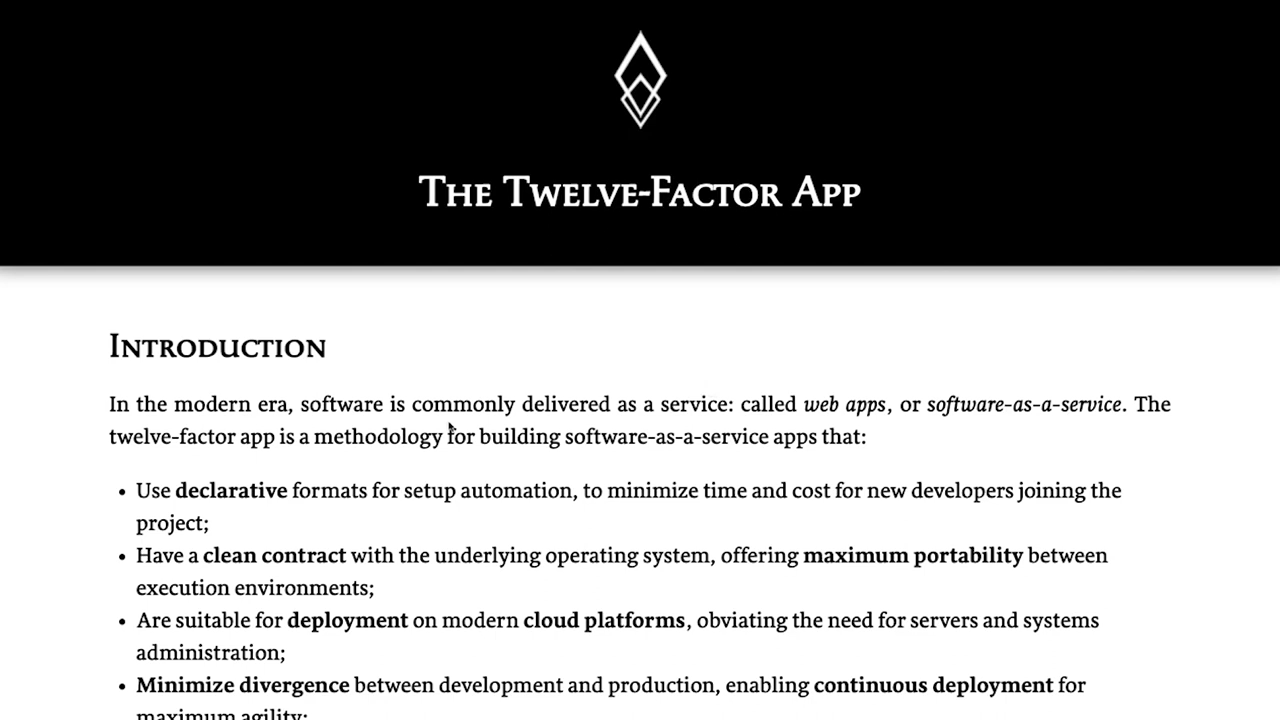 The Twelve-Factor App
Introduction
In the modern era, software is commonly delivered as a service: called web apps, or software-as-a-service. The
twelve-factor app is a methodology for building software-as-a-service apps that:
• Use declarative formats for setup automation, to minimize time and cost for new developers joining the
project;
• Have a clean contract with the underlying operating system, offering maximum portability between
execution environments;
• Are suitable for deployment on modern cloud platforms, obviating the need for servers and systems
administration;
• Minimize divergence between development and production, enabling continuous deployment for
maximum agility;